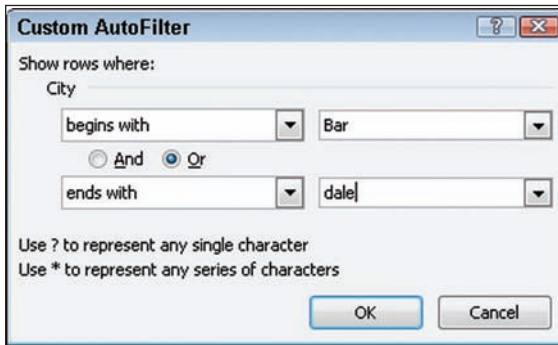 Custom AutoFilter
Show rows where:
City
begins with Bar
And Or
ends with dale
Use ? to represent any single character
Use * to represent any series of characters
OK Cancel